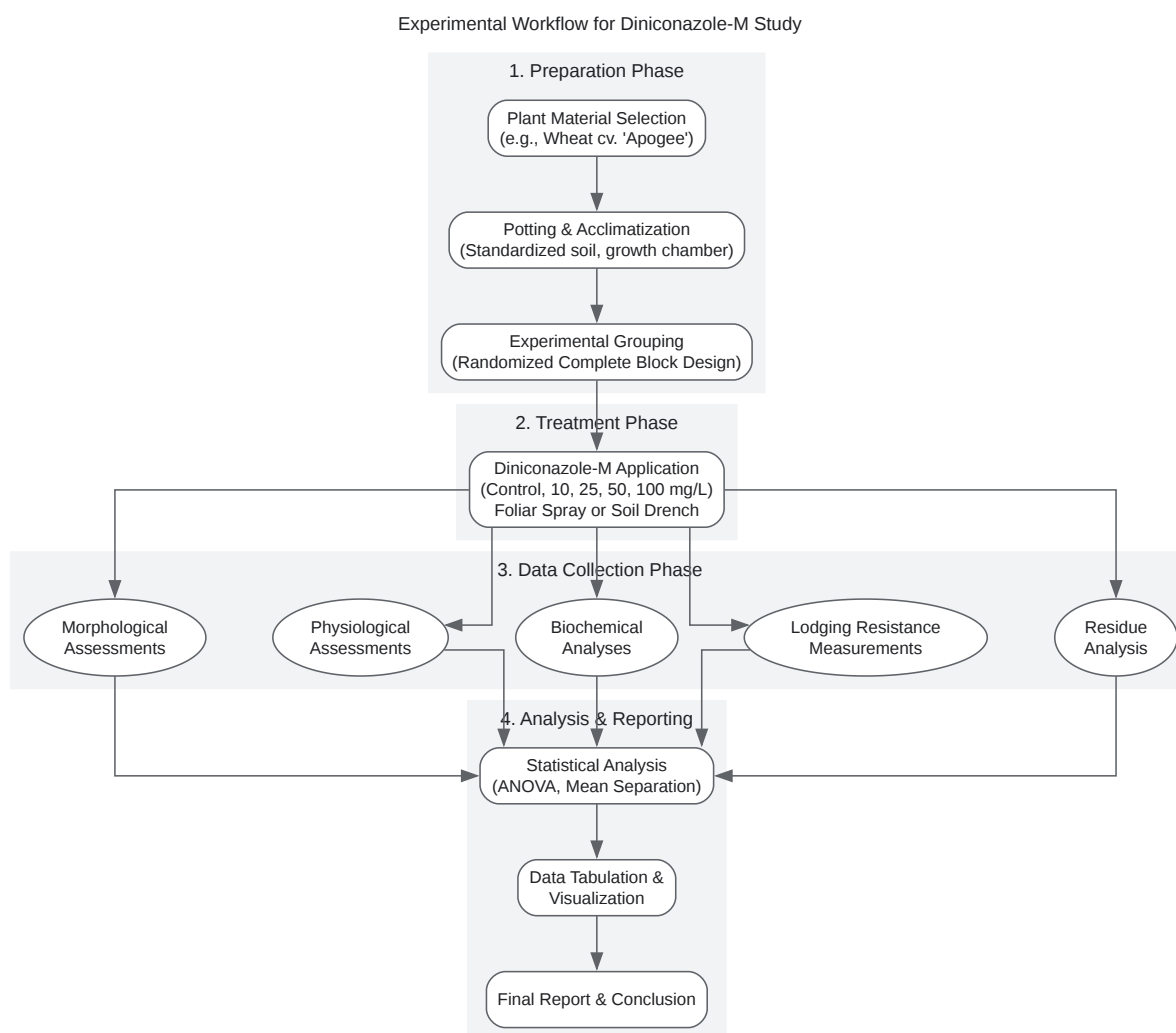 Experimental Workflow for Diniconazole-M Study
1. Preparation Phase
Plant Material Selection
(e.g., Wheat cv. 'Apogee')
Potting & Acclimatization
(Standardized soil, growth chamber)
Experimental Grouping
(Randomized Complete Block Design)
2. Treatment Phase
Diniconazole-M Application
(Control, 10, 25, 50, 100 mg/L)
Foliar Spray or Soil Drench
3. Data Collection Phase
Morphological
Assessments
Physiological
Assessments
Biochemical
Analyses
Lodging Resistance
Measurements
Residue
Analysis
4. Analysis & Reporting
Statistical Analysis
(ANOVA, Mean Separation)
Data Tabulation &
Visualization
Final Report & Conclusion